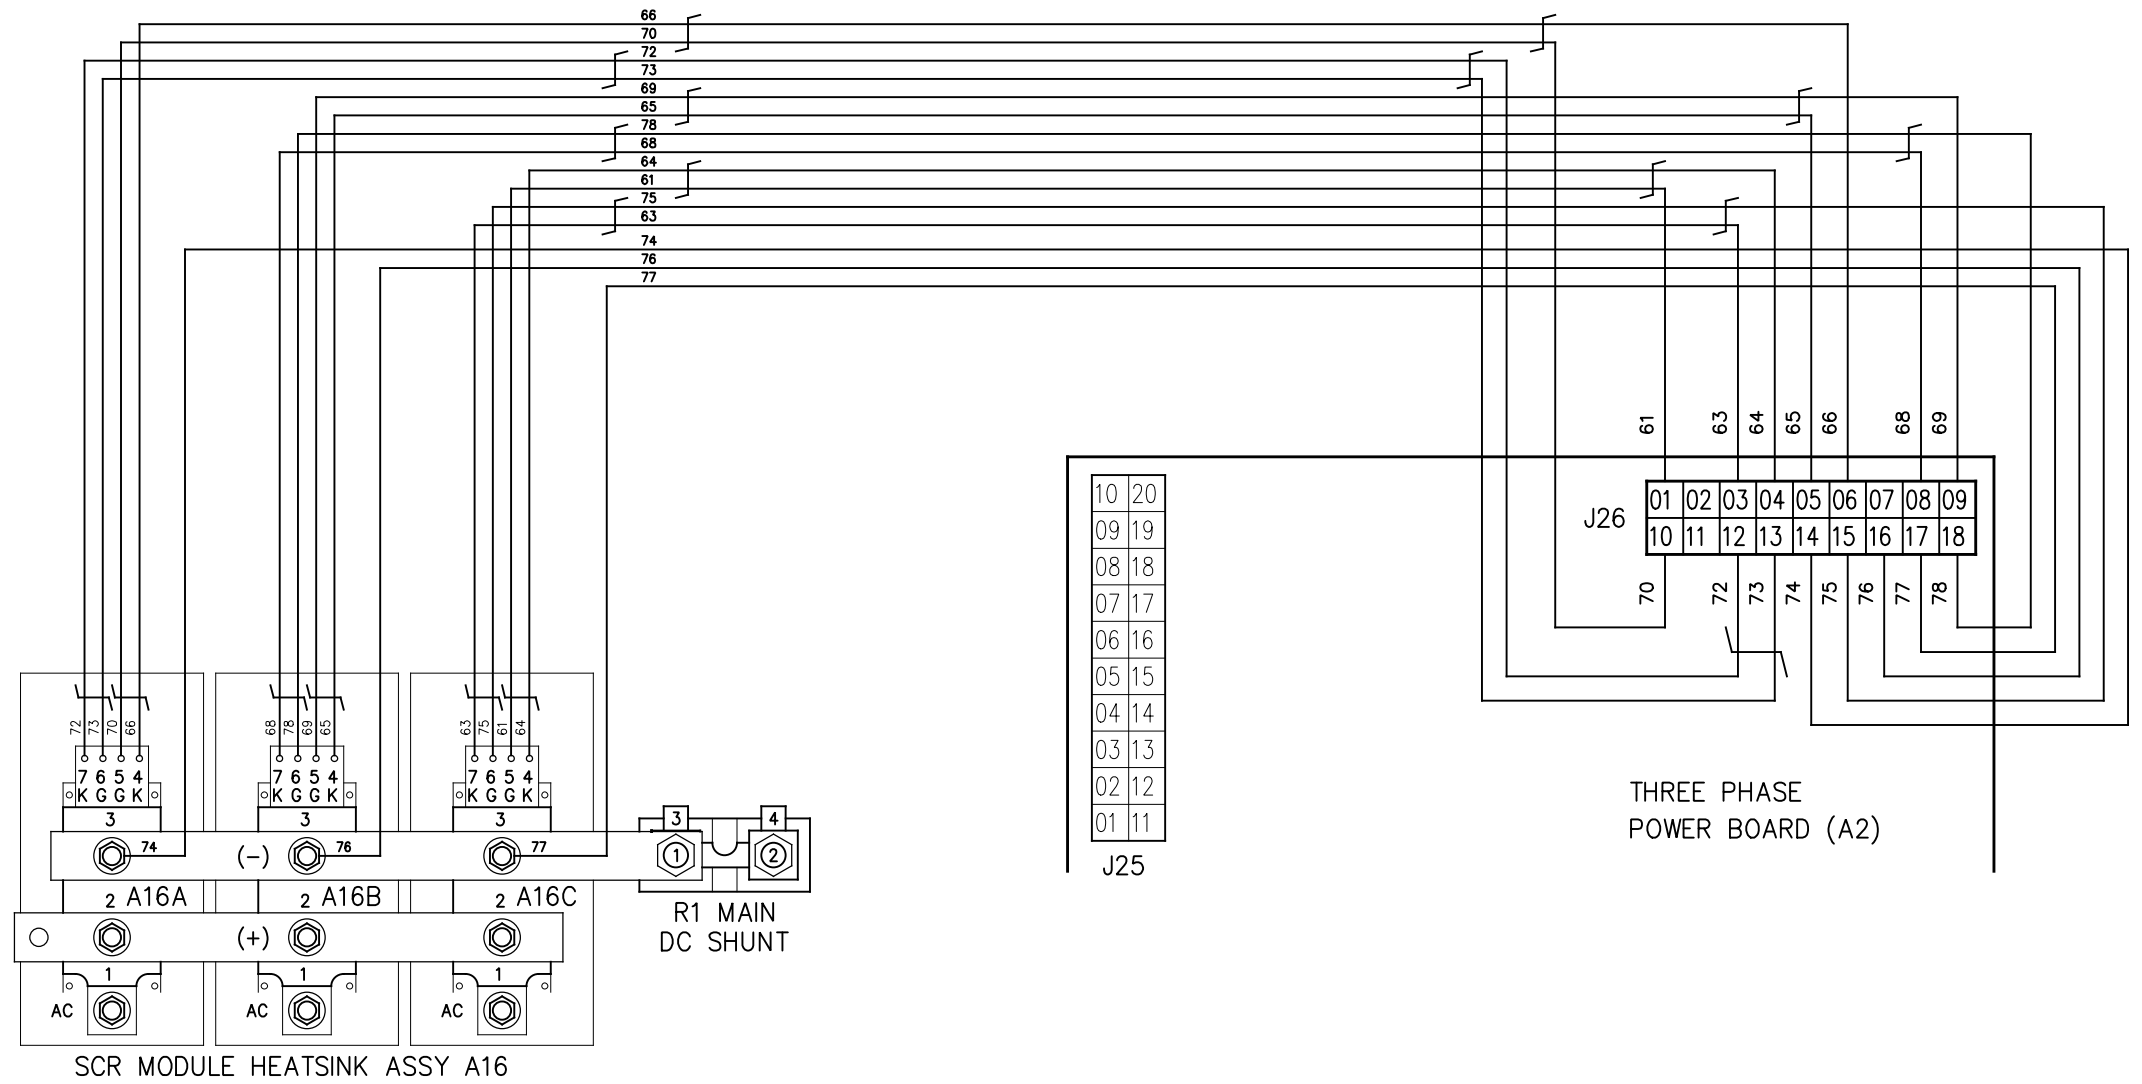 66
70
72
73
69
65
78
68
64
61
75
63
74
76
77
61 63 64 65 66 68 69
J26
01 02 03 04 05 06 07 08 09
10 11 12 13 14 15 16 17 18
70 72 73 74 75 76 77 78
10 20
09 19
08 18
07 17
06 16
05 15
04 14
03 13
02 12
01 11
J25
THREE PHASE
POWER BOARD (A2)
72 73 70 66
68 78 69 65
63 75 61 64
7 6 5 4
K G G K
7 6 5 4
K G G K
7 6 5 4
K G G K
3 3 3
74 (-) 76 77
2 A16A 2 A16B 2 A16C
(+)
1 1 1
AC AC AC
SCR MODULE HEATSINK ASSY A16
3 4
1 2
R1 MAIN
DC SHUNT